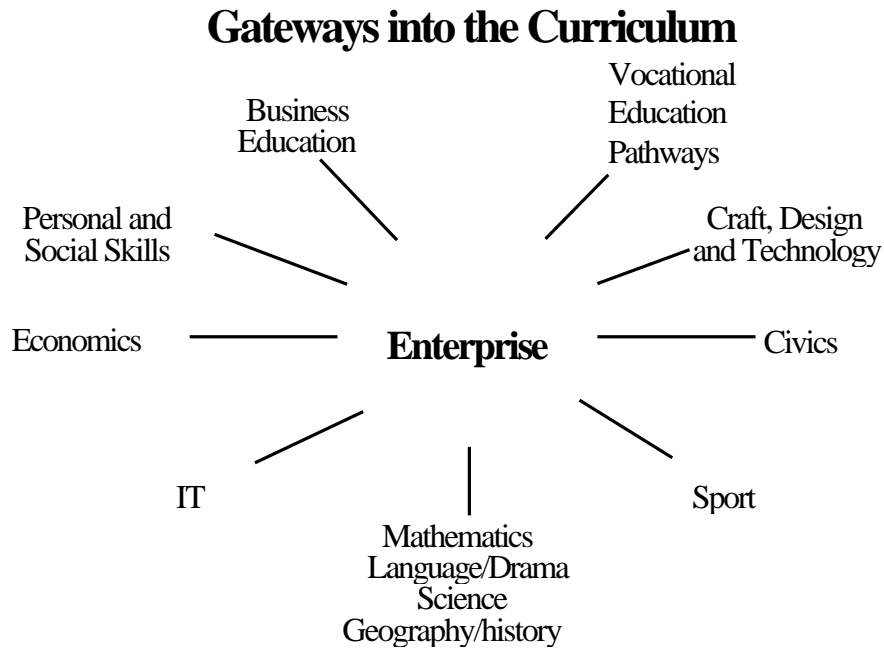 Gateways into the Curriculum
Business
Education
Vocational
Education
Pathways
Personal and
Social Skills
Craft, Design
and Technology
Economics
Enterprise
Civics
IT
Sport
Mathematics
Language/Drama
Science
Geography/history